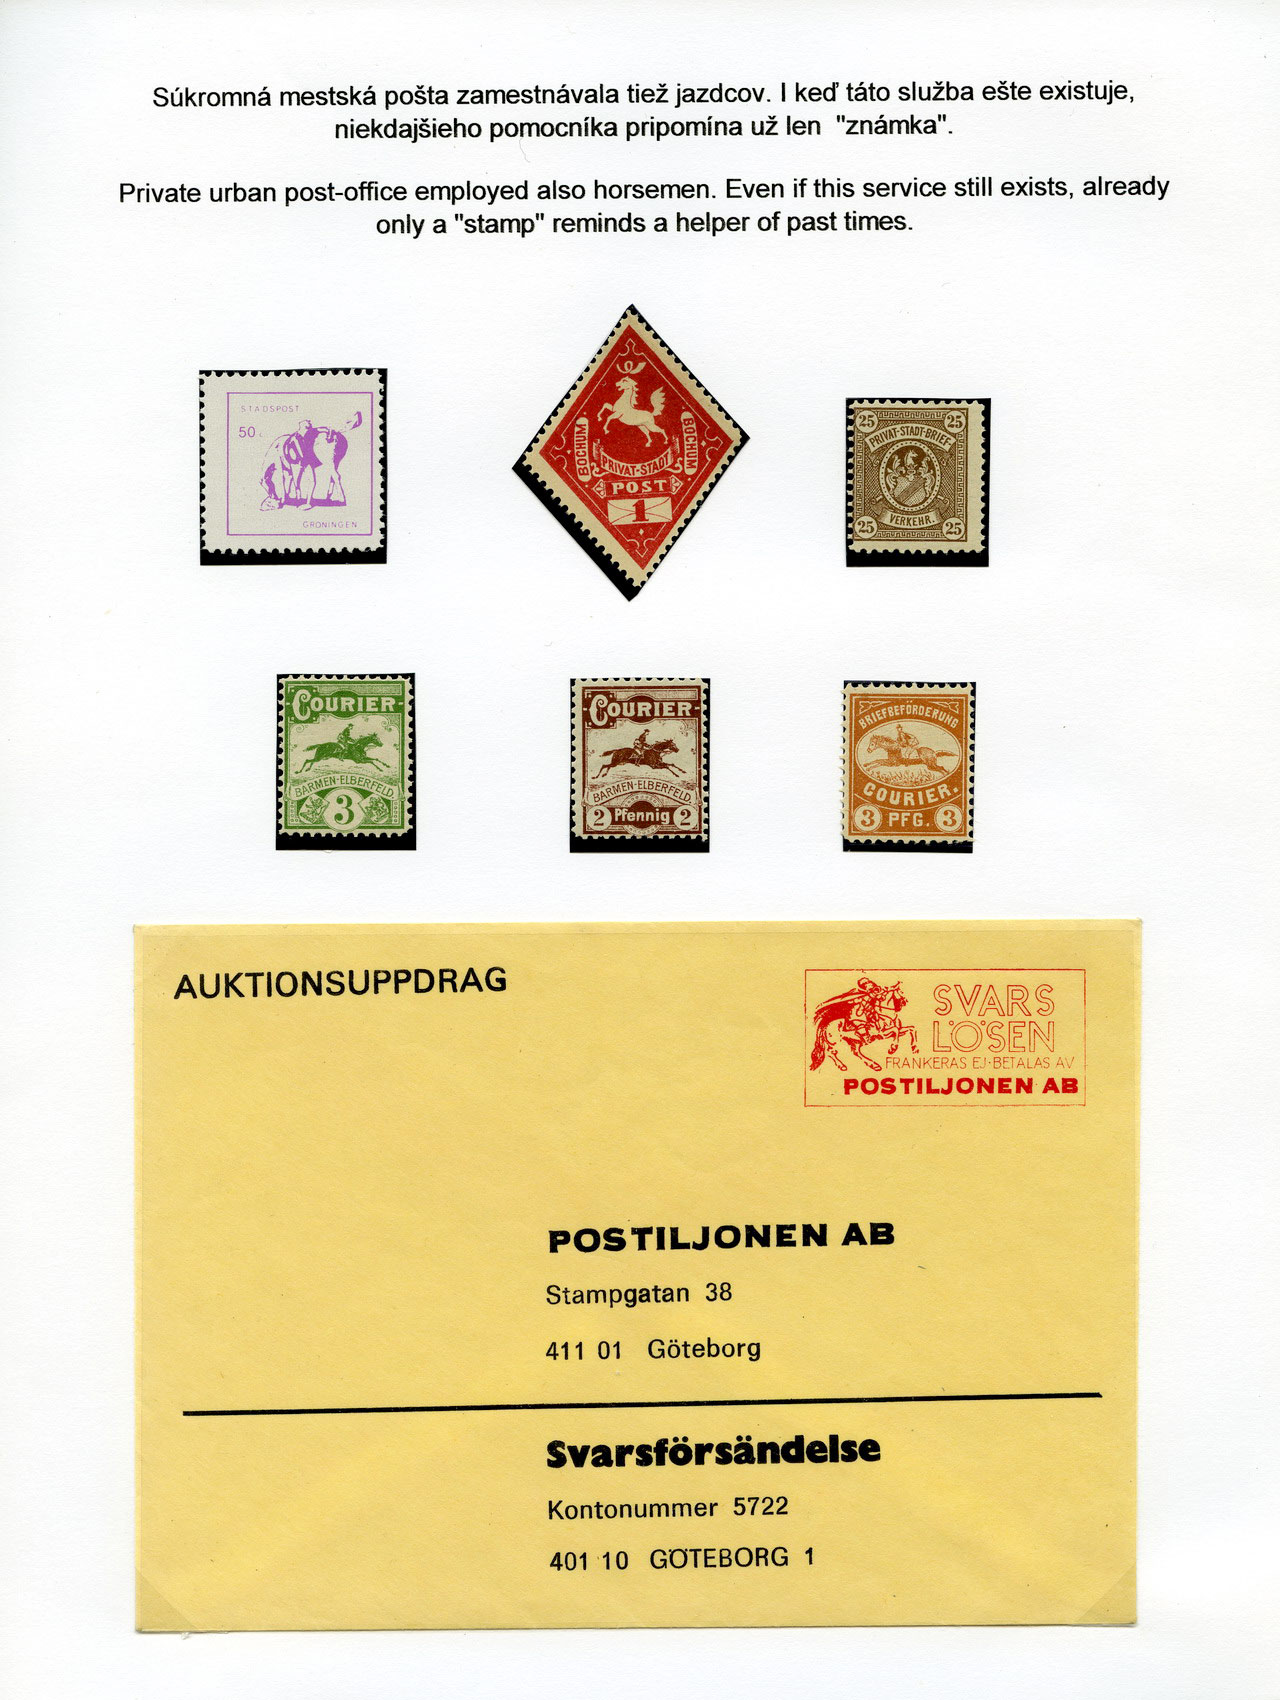 Súkromná mestská pošta zamestnávala tiež jazdcov. I keď táto služba ešte existuje,
niekdajšieho pomocníka pripomína už len "známka".
Private urban post-office employed also horsemen. Even if this service still exists, already
only a "stamp" reminds a helper of past times.
STADSPOST
50 c
GRONINGEN
BOCHUM
BOCHUM
PRIVAT-STADT
POST
1
25 25
PRIVAT-STADT-BRIEF-
VERKEHR.
25 25
COURIER
BARMEN-ELBERFELD.
3
COURIER
BARMEN-ELBERFELD.
2 Pfennig 2
BRIEFBEFÖRDERUNG
COURIER.
3 PFG. 3
AUKTIONSUPPDRAG
SVARS
LÖSEN
FRANKERAS EJ·BETALAS AV
POSTILJONEN AB
POSTILJONEN AB
Stampgatan 38
411 01 Göteborg
Svarsförsändelse
Kontonummer 5722
401 10 GÖTEBORG 1